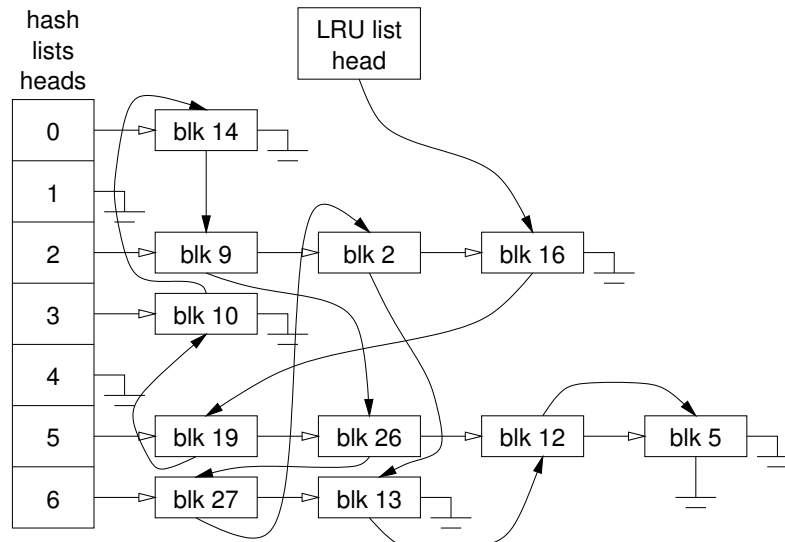 hash
lists
heads
LRU list
head
0
blk 14
1
2
blk 9
blk 2
blk 16
3
blk 10
4
5
blk 19
blk 26
blk 12
blk 5
6
blk 27
blk 13